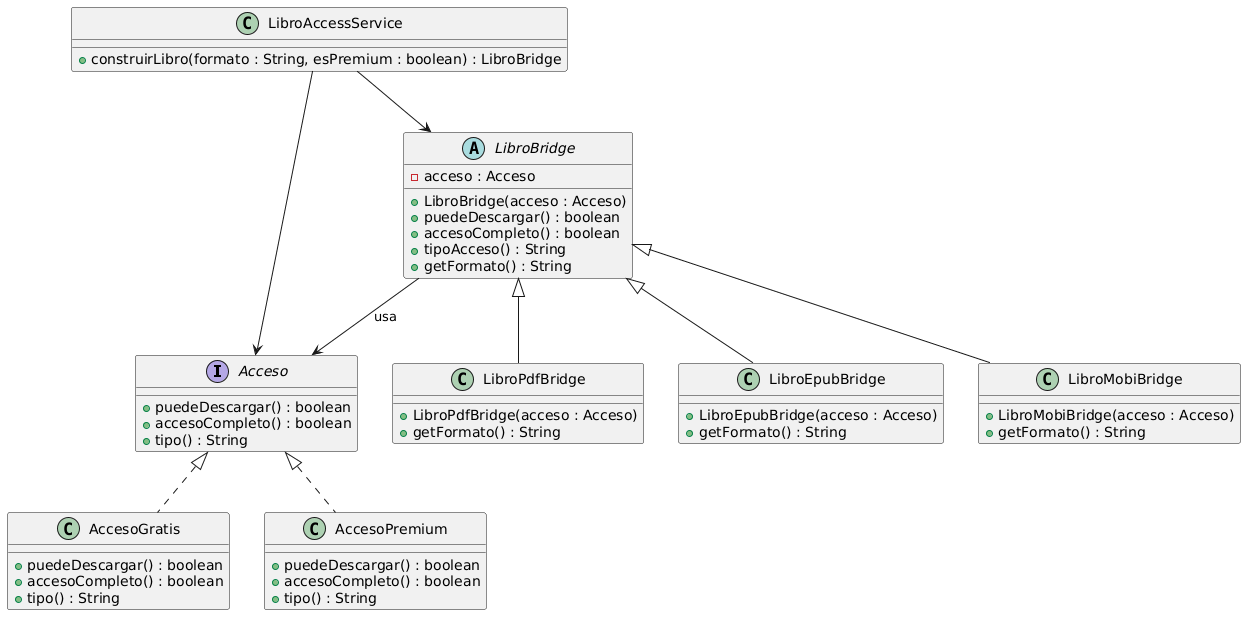 C LibroAccessService
construirLibro(formato : String, esPremium : boolean) : LibroBridge
A LibroBridge
acceso : Acceso
LibroBridge(acceso : Acceso)
puedeDescargar() : boolean
accesoCompleto() : boolean
tipoAcceso() : String
getFormato() : String
usa
I Acceso
puedeDescargar() : boolean
accesoCompleto() : boolean
tipo() : String
C LibroPdfBridge
LibroPdfBridge(acceso : Acceso)
getFormato() : String
C LibroEpubBridge
LibroEpubBridge(acceso : Acceso)
getFormato() : String
C LibroMobiBridge
LibroMobiBridge(acceso : Acceso)
getFormato() : String
C AccesoGratis
puedeDescargar() : boolean
accesoCompleto() : boolean
tipo() : String
C AccesoPremium
puedeDescargar() : boolean
accesoCompleto() : boolean
tipo() : String